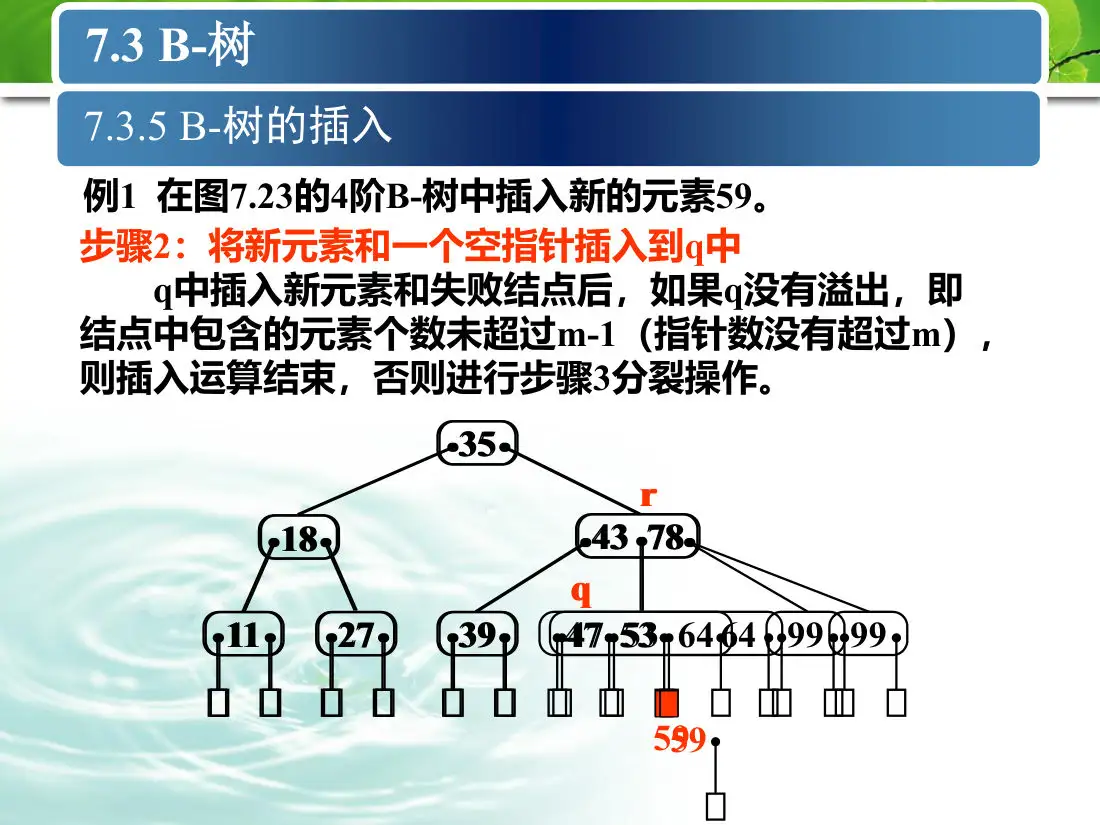 7.3 B-树
7.3.5 B-树的插入
例1 在图7.23的4阶B-树中插入新的元素59。
步骤2：将新元素和一个空指针插入到q中
q中插入新元素和失败结点后，如果q没有溢出，即
结点中包含的元素个数未超过m-1（指针数没有超过m），
则插入运算结束，否则进行步骤3分裂操作。
35
r
18 43 78
q
11 27 39 47 53 64 64 99 99
59 59